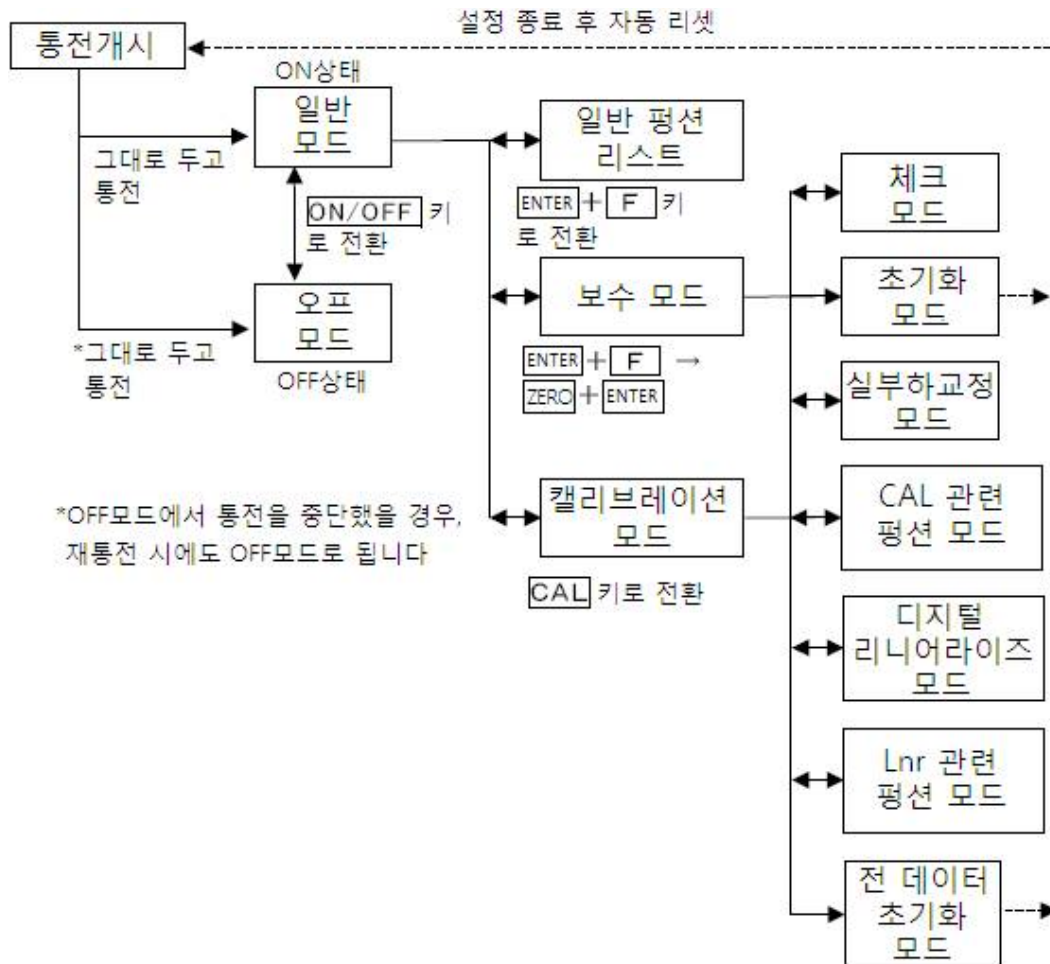 설정 종료 후 자동 리셋
통전개시
ON상태
일반
모드
그대로 두고
통전
ON/OFF 키
로 전환
오프
모드
*그대로 두고
통전
OFF상태
*OFF모드에서 통전을 중단했을 경우,
재통전 시에도 OFF모드로 됩니다
일반 펑션
리스트
ENTER + F 키
로 전환
보수 모드
ENTER + F →
ZERO + ENTER
캘리브레이션
모드
CAL 키로 전환
체크
모드
초기화
모드
실부하교정
모드
CAL 관련
펑션 모드
디지털
리니어라이즈
모드
Lnr 관련
펑션 모드
전 데이터
초기화
모드